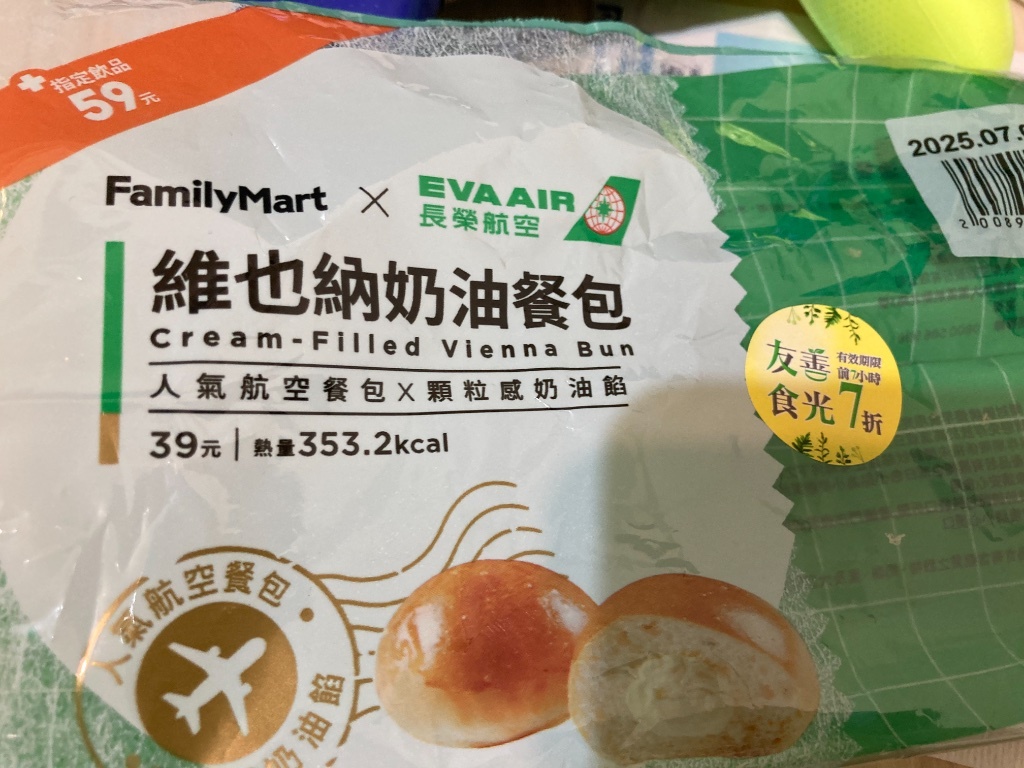 指定飲品
59元
FamilyMart × EVA AIR
長榮航空
維也納奶油餐包
Cream-Filled Vienna Bun
人氣航空餐包×顆粒感奶油餡
39元 | 熱量353.2kcal
2025.07.
20089
友善食光
有效期限
前7小時
7折
人氣航空餐包
奶油餡